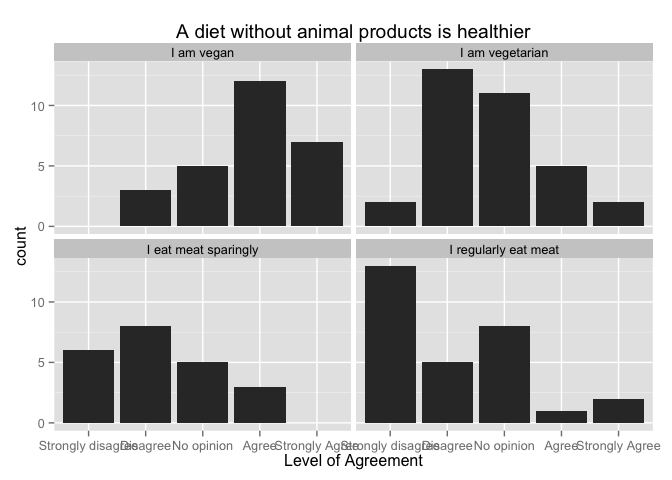 A diet without animal products is healthier
I am vegan
I am vegetarian
10
5
0
I eat meat sparingly
I regularly eat meat
10
5
0
count
Strongly disagree Disagree No opinion Agree Strongly Agree Strongly disagree Disagree No opinion Agree Strongly Agree
Level of Agreement